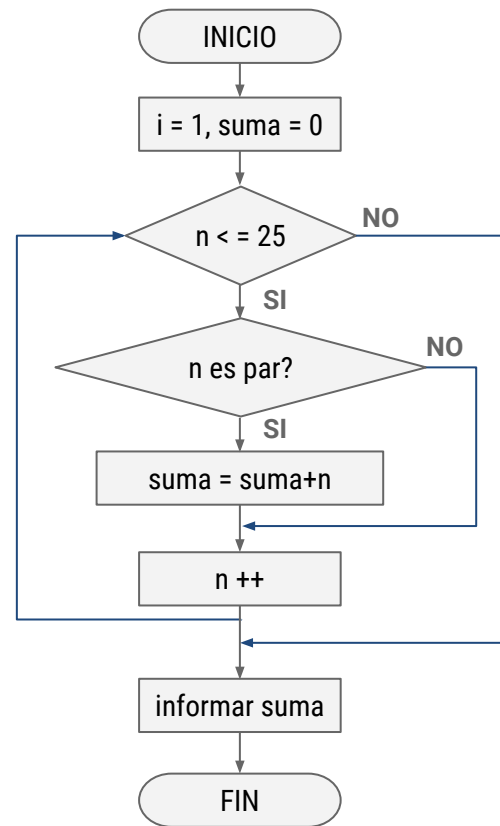 INICIO
i = 1, suma = 0
n < = 25
NO
SI
n es par?
NO
SI
suma = suma+n
n ++
informar suma
FIN